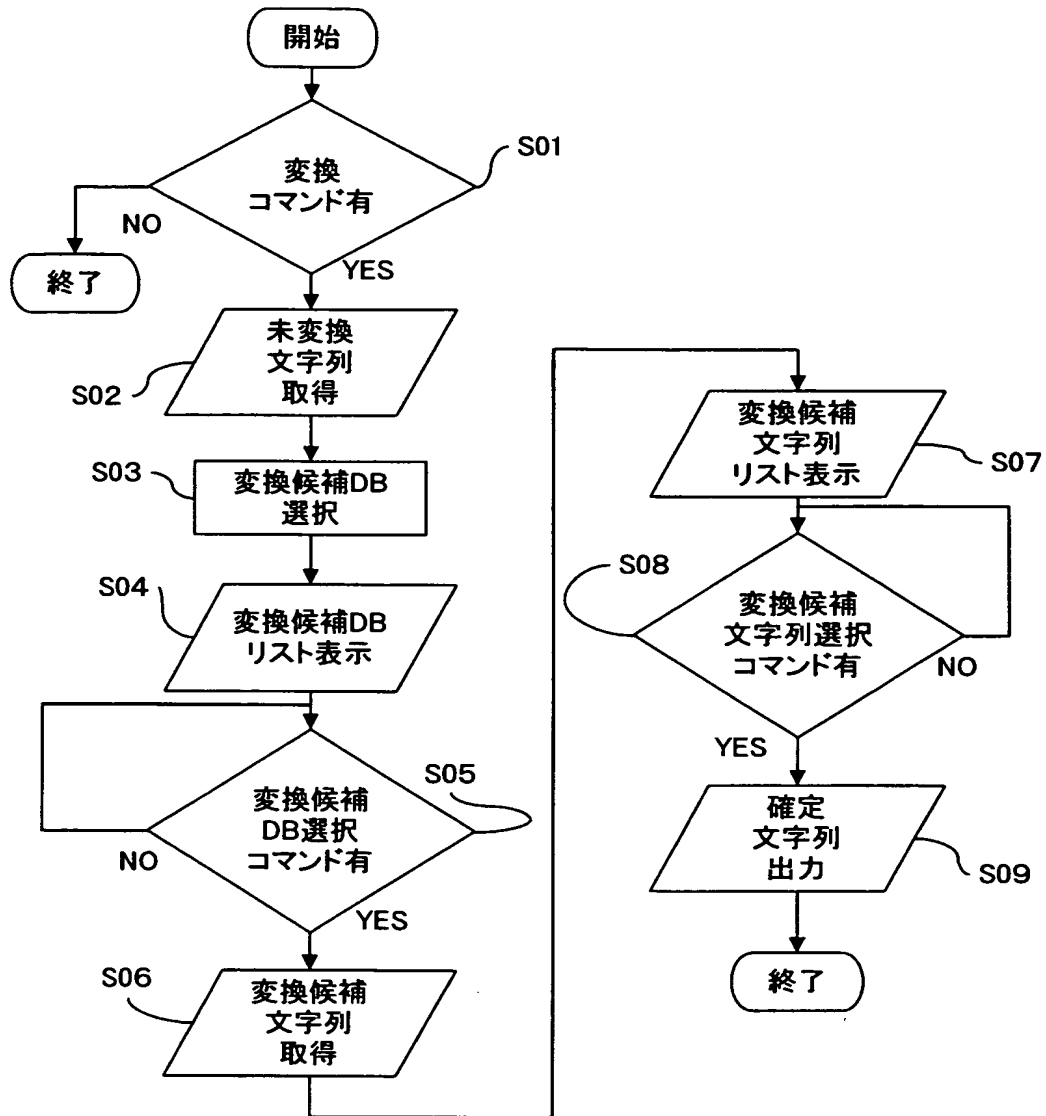 開始
変換
コマンド有
S01
NO
YES
終了
未変換
文字列
取得
S02
S03
変換候補DB
選択
S04
変換候補DB
リスト表示
変換候補
DB選択
コマンド有
S05
NO
YES
S06
変換候補
文字列
取得
変換候補
文字列
リスト表示
S07
S08
変換候補
文字列選択
コマンド有
NO
YES
確定
文字列
出力
S09
終了